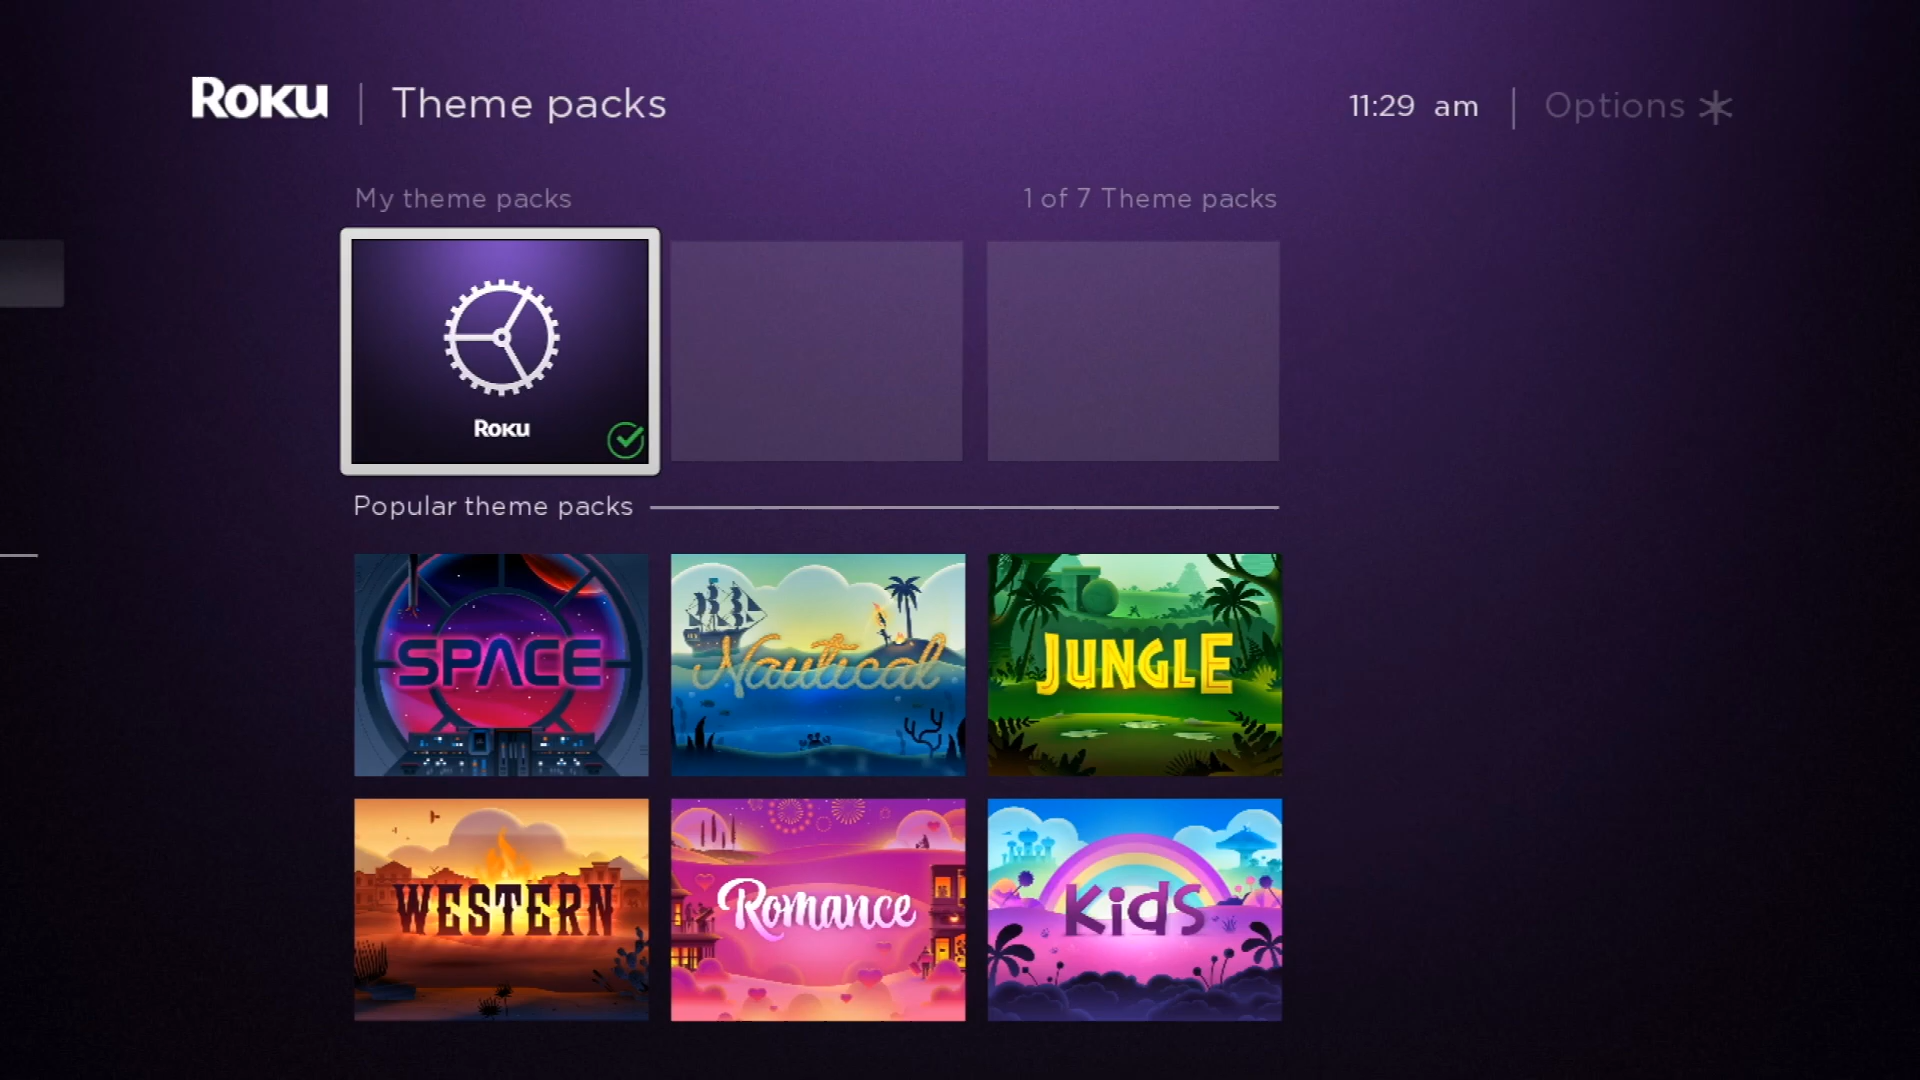 Roku | Theme packs
11:29 am | Options
My theme packs
1 of 7 Theme packs
Roku
Popular theme packs
SPACE
Nautical
JUNGLE
WESTERN
Romance
Kids